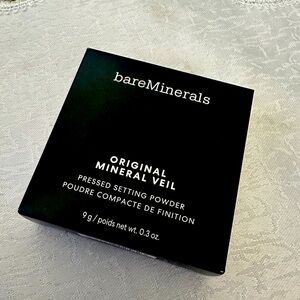 bareMinerals
ORIGINAL
MINERAL VEIL
PRESSED SETTING POWDER
POUDRE COMPACTE DE FINITION
9 g / poids net wt. 0.3 oz.